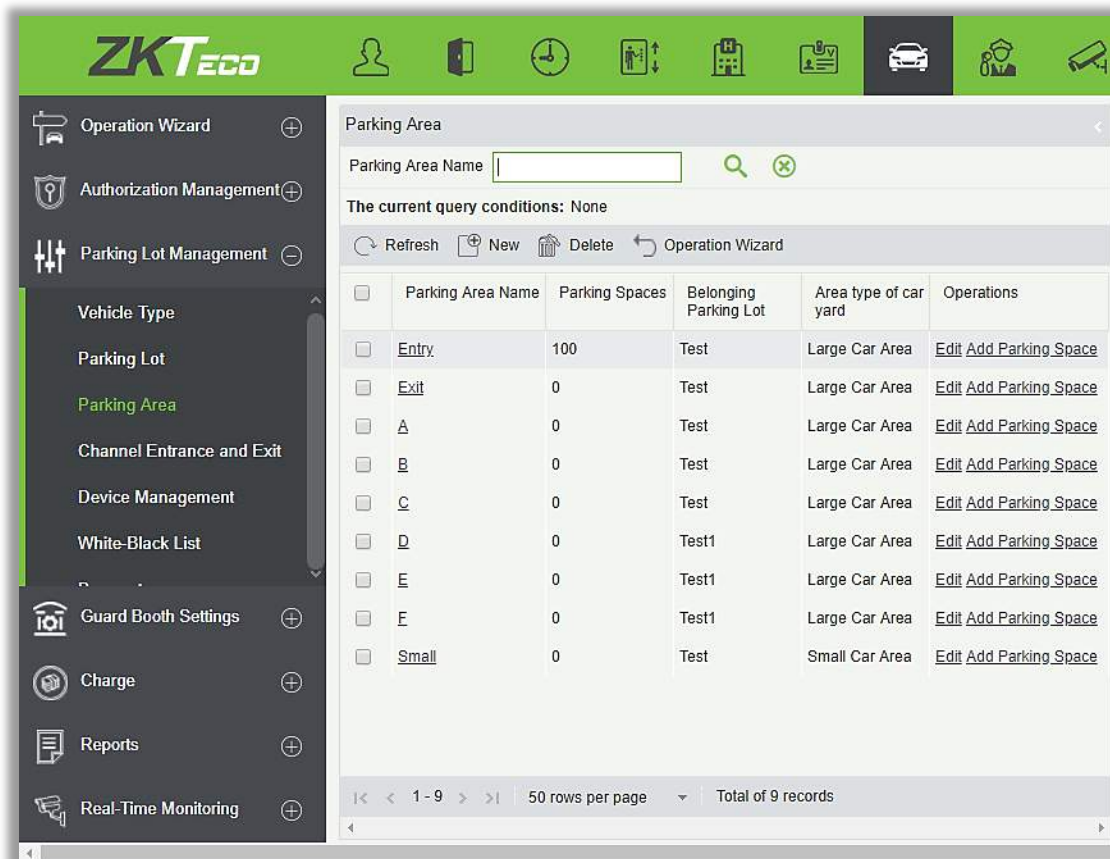 ZKTECO
Operation Wizard
Authorization Management
Parking Lot Management
Vehicle Type
Parking Lot
Parking Area
Channel Entrance and Exit
Device Management
White-Black List
Guard Booth Settings
Charge
Reports
Real-Time Monitoring
Parking Area
Parking Area Name
The current query conditions: None
Refresh New Delete Operation Wizard
Parking Area Name Parking Spaces Belonging Parking Lot Area type of car yard Operations
Entry 100 Test Large Car Area Edit Add Parking Space
Exit 0 Test Large Car Area Edit Add Parking Space
A 0 Test Large Car Area Edit Add Parking Space
B 0 Test Large Car Area Edit Add Parking Space
C 0 Test Large Car Area Edit Add Parking Space
D 0 Test1 Large Car Area Edit Add Parking Space
E 0 Test1 Large Car Area Edit Add Parking Space
F 0 Test1 Large Car Area Edit Add Parking Space
Small 0 Test Small Car Area Edit Add Parking Space
1 - 9 50 rows per page Total of 9 records